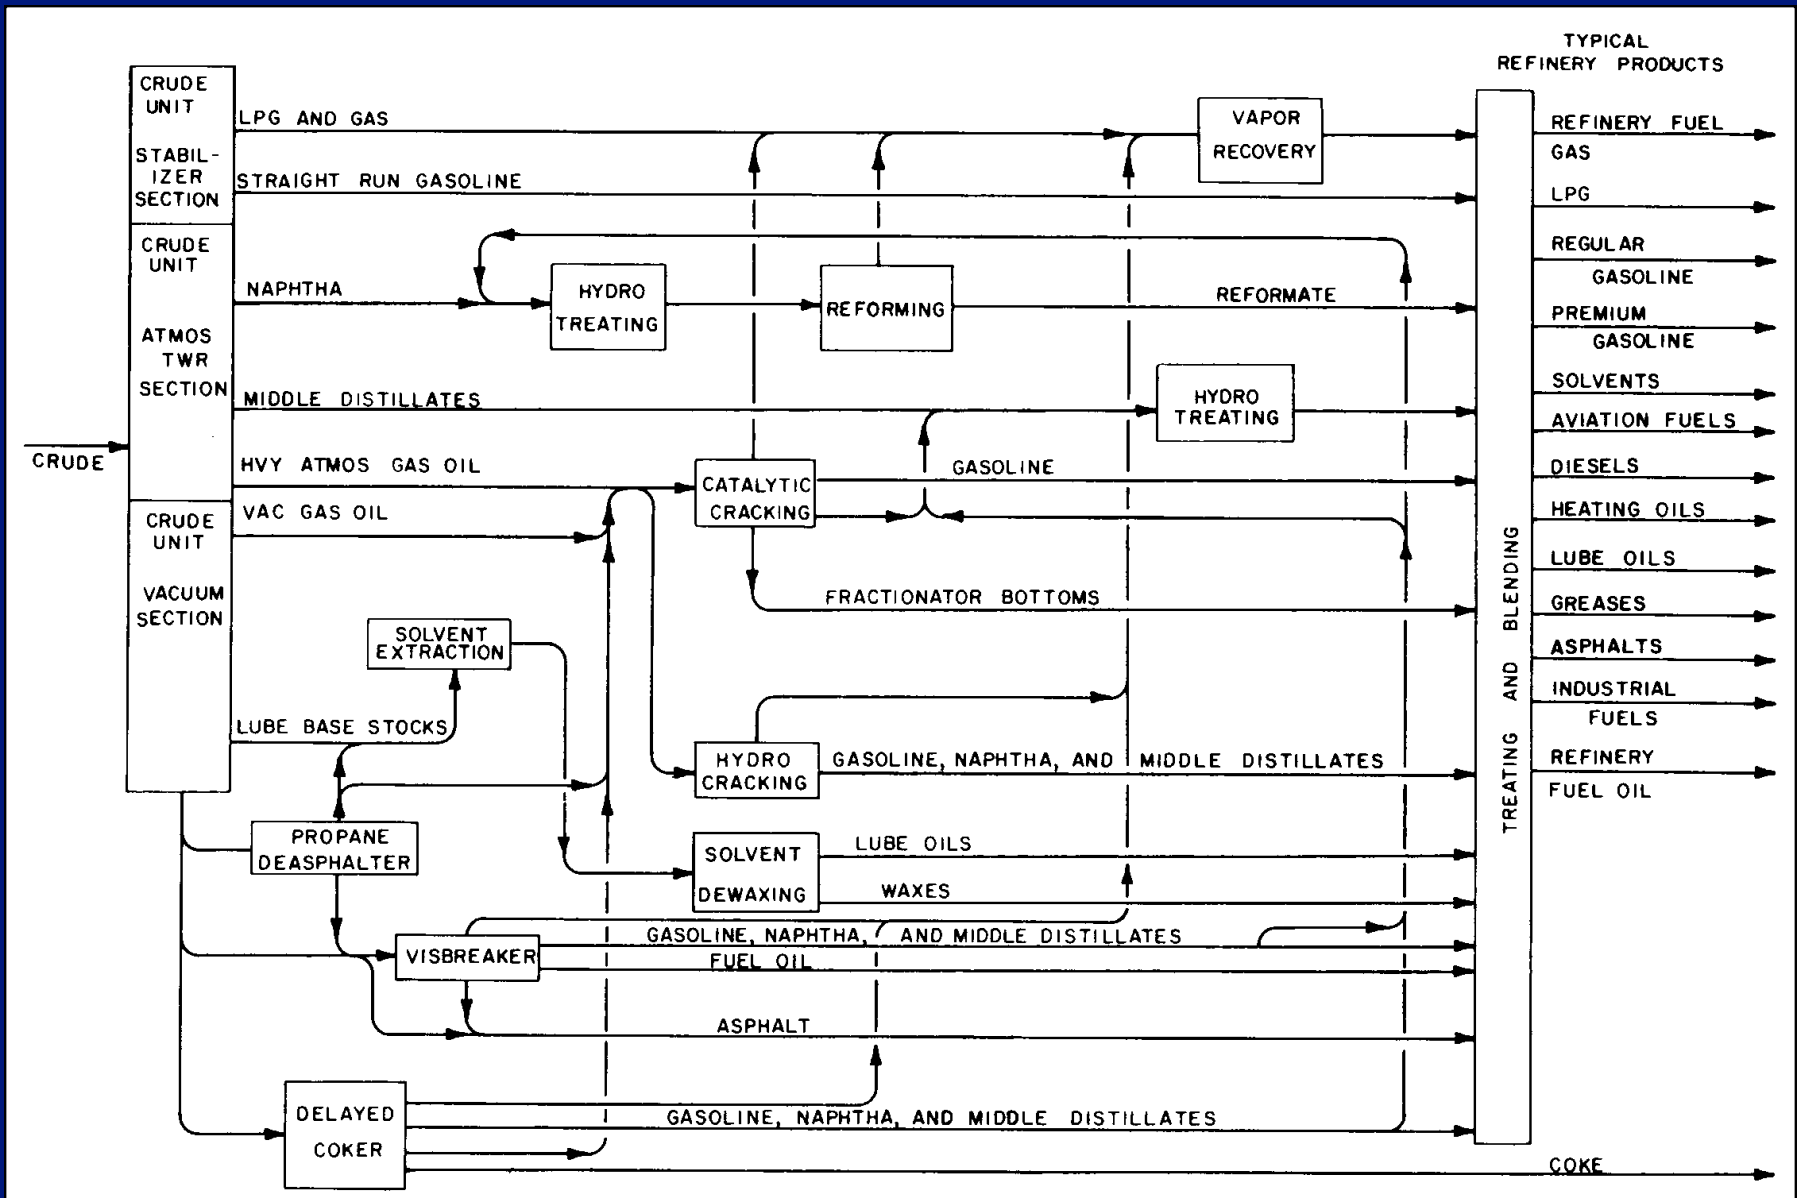 TYPICAL
REFINERY PRODUCTS
CRUDE
UNIT
STABIL-
IZER
SECTION
CRUDE
UNIT
ATMOS
TWR
SECTION
CRUDE
UNIT
VACUUM
SECTION
CRUDE
LPG AND GAS
STRAIGHT RUN GASOLINE
NAPHTHA
MIDDLE DISTILLATES
HVY ATMOS GAS OIL
VAC GAS OIL
LUBE BASE STOCKS
VAPOR
RECOVERY
HYDRO
TREATING
REFORMING
REFORMATE
HYDRO
TREATING
CATALYTIC
CRACKING
GASOLINE
FRACTIONATOR BOTTOMS
SOLVENT
EXTRACTION
HYDRO
CRACKING
GASOLINE, NAPHTHA, AND MIDDLE DISTILLATES
PROPANE
DEASPHALTER
SOLVENT
DEWAXING
LUBE OILS
WAXES
VISBREAKER
GASOLINE, NAPHTHA, AND MIDDLE DISTILLATES
FUEL OIL
ASPHALT
DELAYED
COKER
GASOLINE, NAPHTHA, AND MIDDLE DISTILLATES
TREATING AND BLENDING
REFINERY FUEL
GAS
LPG
REGULAR
GASOLINE
PREMIUM
GASOLINE
SOLVENTS
AVIATION FUELS
DIESELS
HEATING OILS
LUBE OILS
GREASES
ASPHALTS
INDUSTRIAL
FUELS
REFINERY
FUEL OIL
COKE